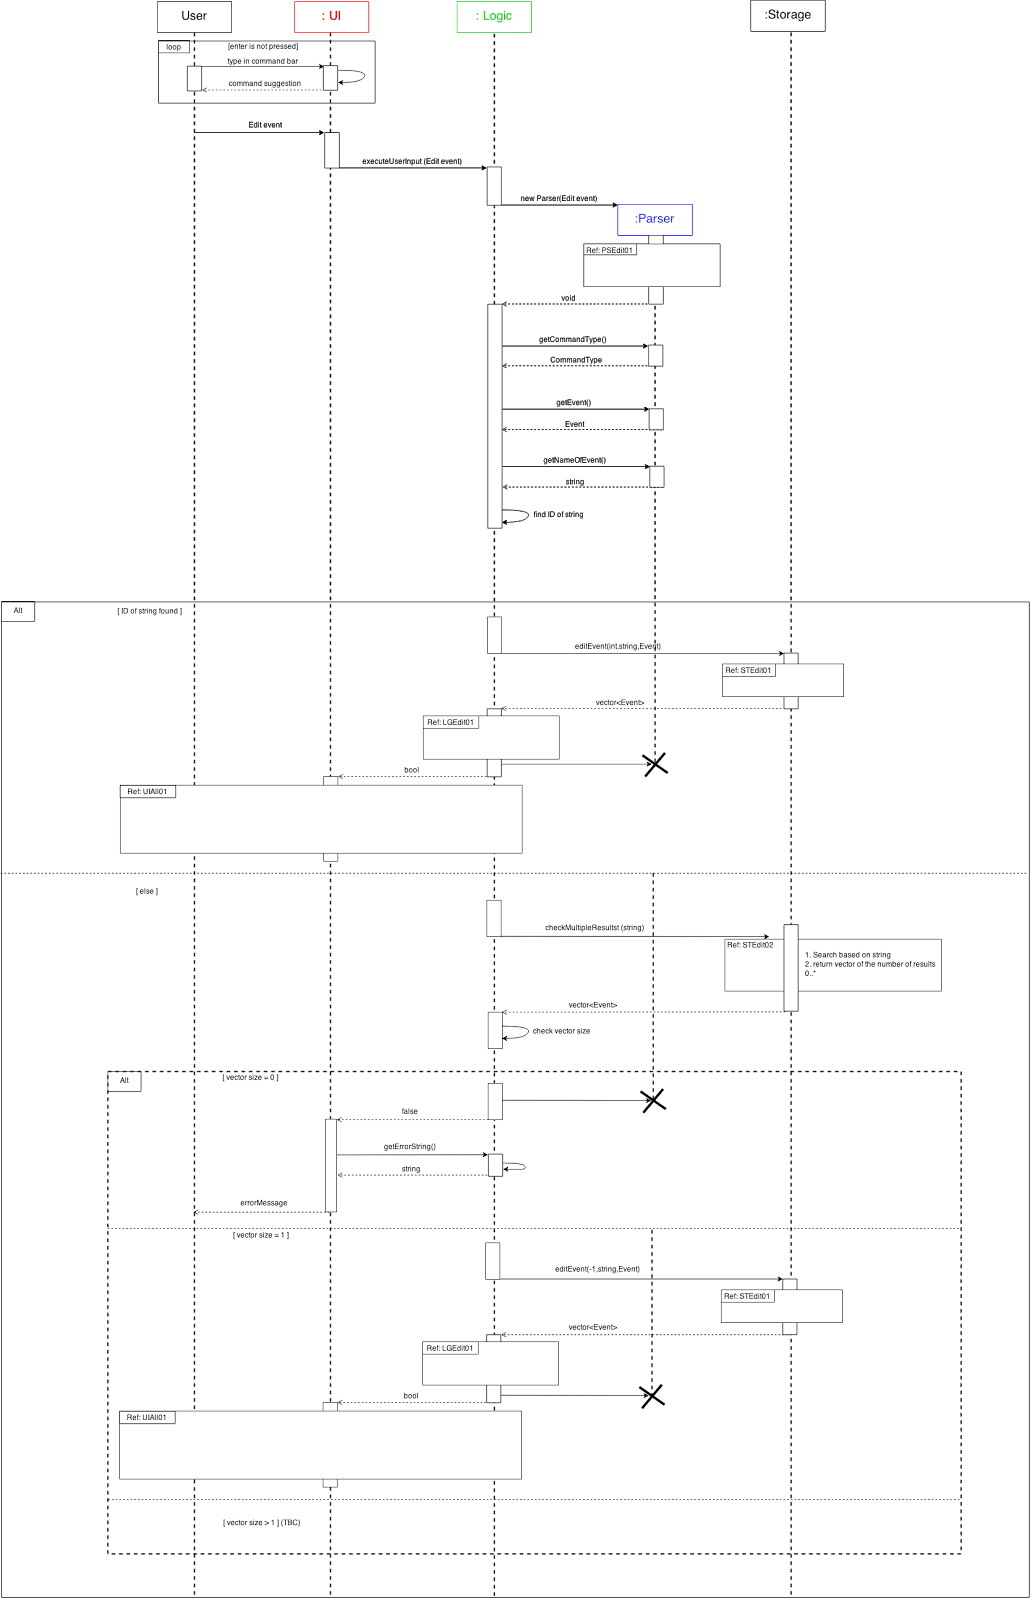 User
: UI
: Logic
:Storage
loop
[enter is not pressed]
type in command bar
command suggestion
Edit event
executeUserInput (Edit event)
new Parser(Edit event)
:Parser
Ref: PSEdit01
void
getCommandType()
CommandType
getEvent()
Event
getNameOfEvent()
string
find ID of string
Alt
[ ID of string found ]
editEvent(int,string,Event)
Ref: STEdit01
vector<Event>
Ref: LGEdit01
bool
Ref: UIAll01
[ else ]
checkMultipleResultst (string)
Ref: STEdit02
1. Search based on string
2. return vector of the number of results
0..*
vector<Event>
check vector size
Alt
[ vector size = 0 ]
false
getErrorString()
string
errorMessage
[ vector size = 1 ]
editEvent(-1,string,Event)
Ref: STEdit01
vector<Event>
Ref: LGEdit01
bool
Ref: UIAll01
[ vector size > 1 ] (TBC)